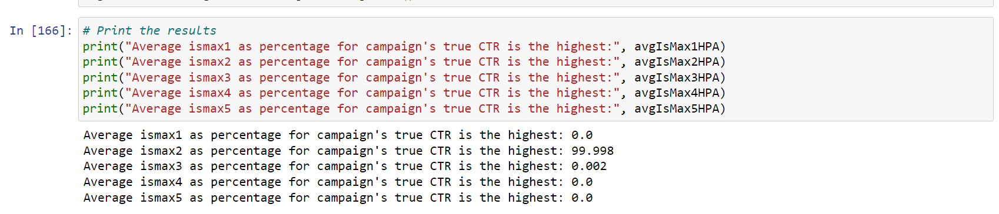 In [166]:
# Print the results
print("Average ismax1 as percentage for campaign's true CTR is the highest:", avgIsMax1HPA)
print("Average ismax2 as percentage for campaign's true CTR is the highest:", avgIsMax2HPA)
print("Average ismax3 as percentage for campaign's true CTR is the highest:", avgIsMax3HPA)
print("Average ismax4 as percentage for campaign's true CTR is the highest:", avgIsMax4HPA)
print("Average ismax5 as percentage for campaign's true CTR is the highest:", avgIsMax5HPA)
Average ismax1 as percentage for campaign's true CTR is the highest: 0.0
Average ismax2 as percentage for campaign's true CTR is the highest: 99.998
Average ismax3 as percentage for campaign's true CTR is the highest: 0.002
Average ismax4 as percentage for campaign's true CTR is the highest: 0.0
Average ismax5 as percentage for campaign's true CTR is the highest: 0.0